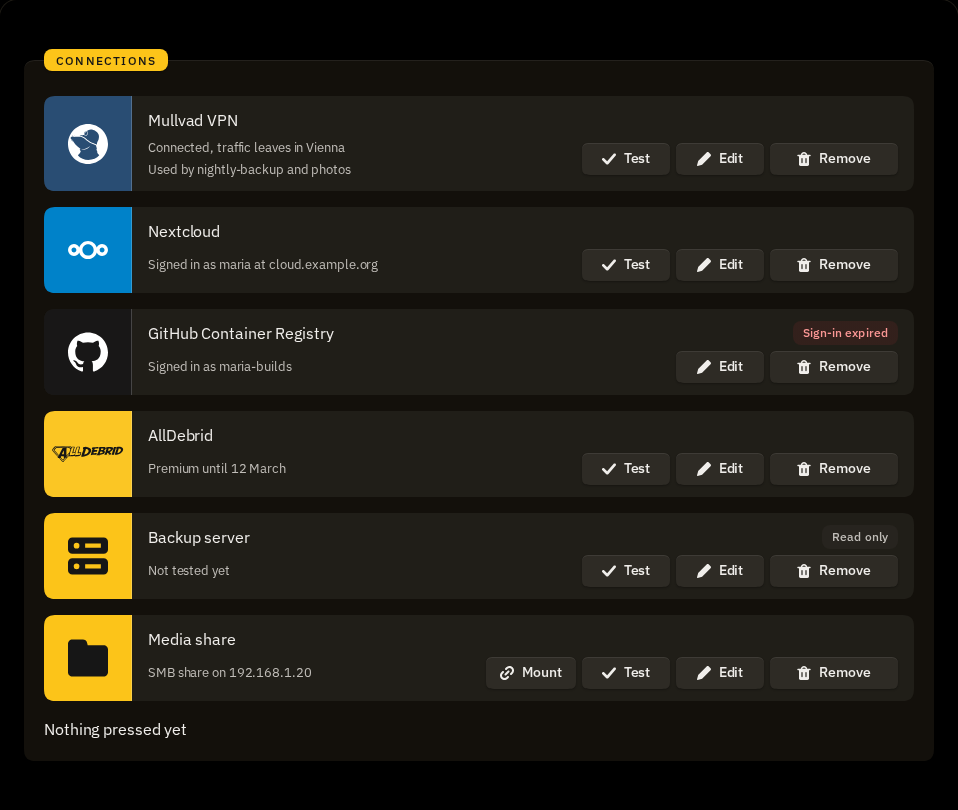 CONNECTIONS
Mullvad VPN
Connected, traffic leaves in Vienna
Used by nightly-backup and photos
Test Edit Remove
Nextcloud
Signed in as maria at cloud.example.org
Test Edit Remove
GitHub Container Registry
Sign-in expired
Signed in as maria-builds
Edit Remove
ALLDEBRID
AllDebrid
Premium until 12 March
Test Edit Remove
Backup server
Read only
Not tested yet
Test Edit Remove
Media share
SMB share on 192.168.1.20
Mount Test Edit Remove
Nothing pressed yet